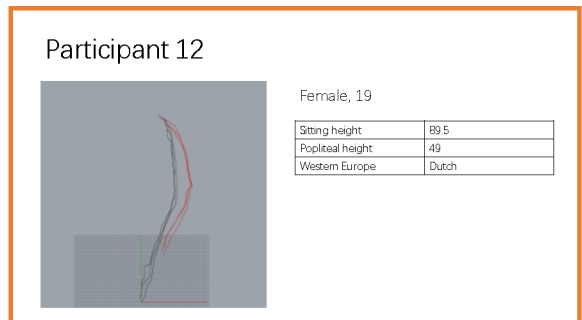 Participant 12
Female, 19
Sitting height 89.5
Popliteal height 49
Western Europe Dutch